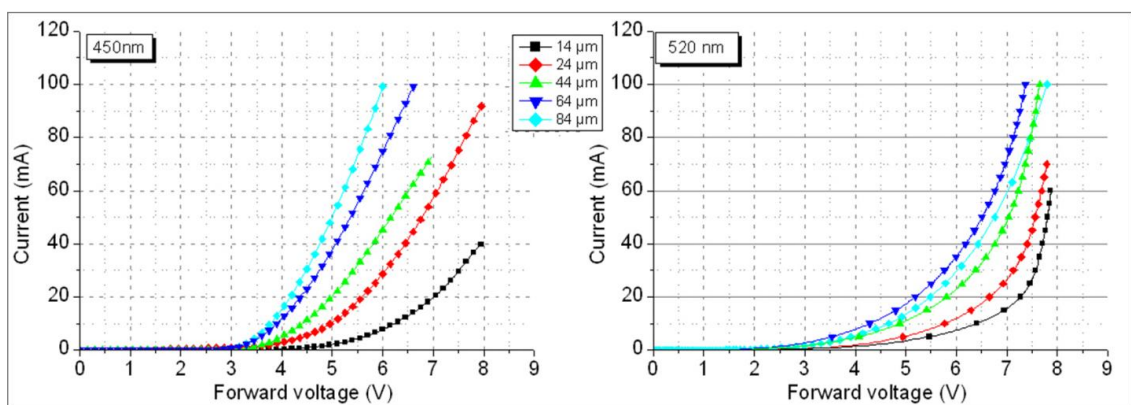 450nm
Current (mA)
120
100
80
60
40
20
0
0 1 2 3 4 5 6 7 8 9
Forward voltage (V)
14 µm
24 µm
44 µm
64 µm
84 µm
520 nm
Current (mA)
120
100
80
60
40
20
0
0 1 2 3 4 5 6 7 8 9
Forward voltage (V)